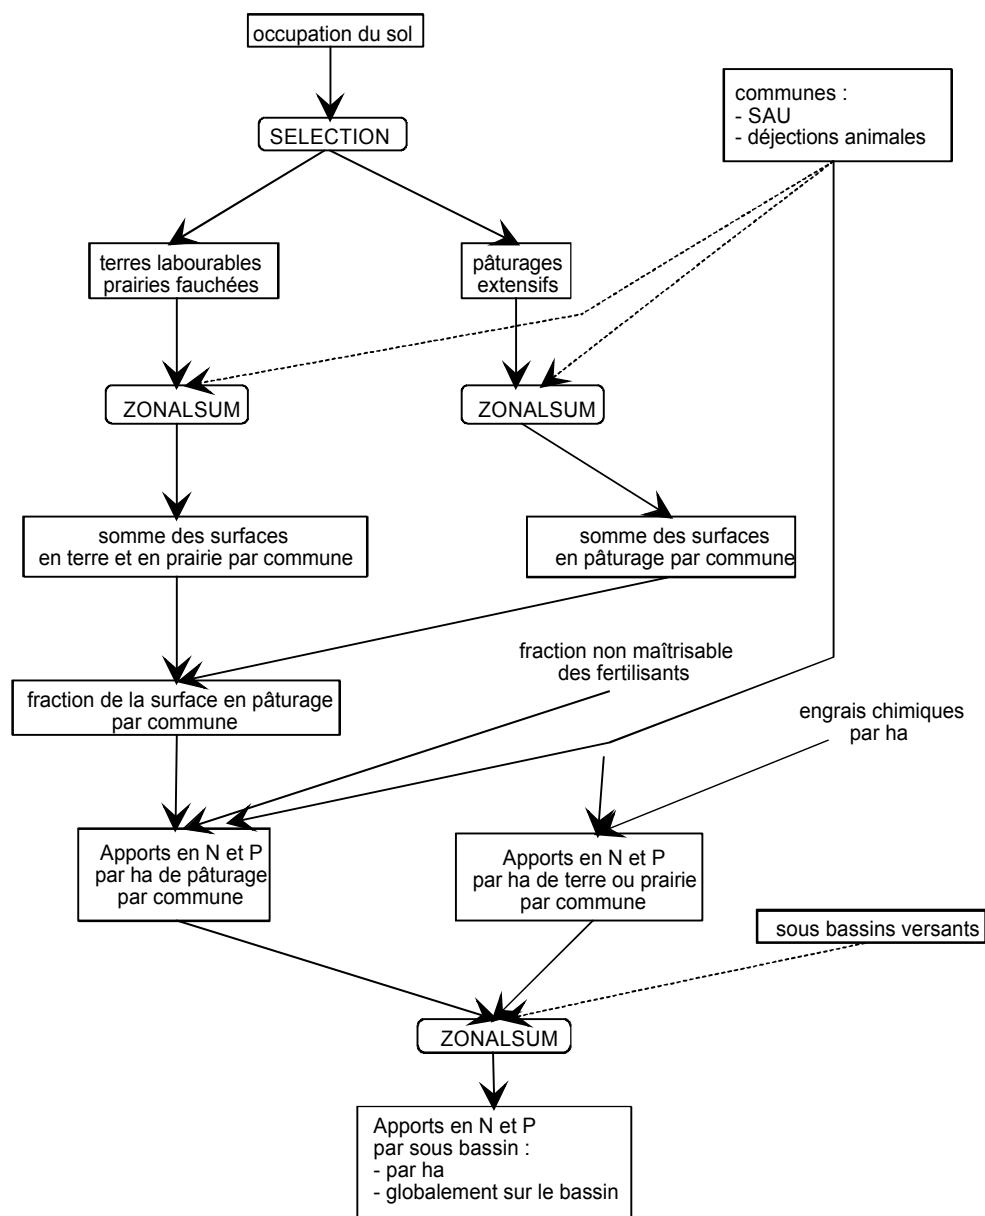 occupation du sol
communes :
- SAU
- déjections animales
SELECTION
terres labourables
prairies fauchées
pâturages
extensifs
ZONALSUM
ZONALSUM
somme des surfaces
en terre et en prairie par commune
somme des surfaces
en pâturage par commune
fraction non maîtrisable
des fertilisants
fraction de la surface en pâturage
par commune
engrais chimiques
par ha
Apports en N et P
par ha de pâturage
par commune
Apports en N et P
par ha de terre ou prairie
par commune
sous bassins versants
ZONALSUM
Apports en N et P
par sous bassin :
- par ha
- globalement sur le bassin